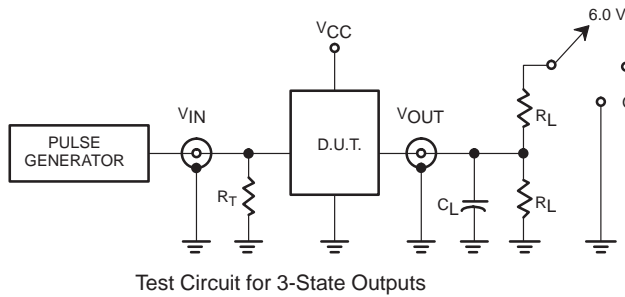 6.0 V
VCC
VIN
VOUT
RL
PULSE
GENERATOR
D.U.T.
RT
CL
RL
Test Circuit for 3-State Outputs